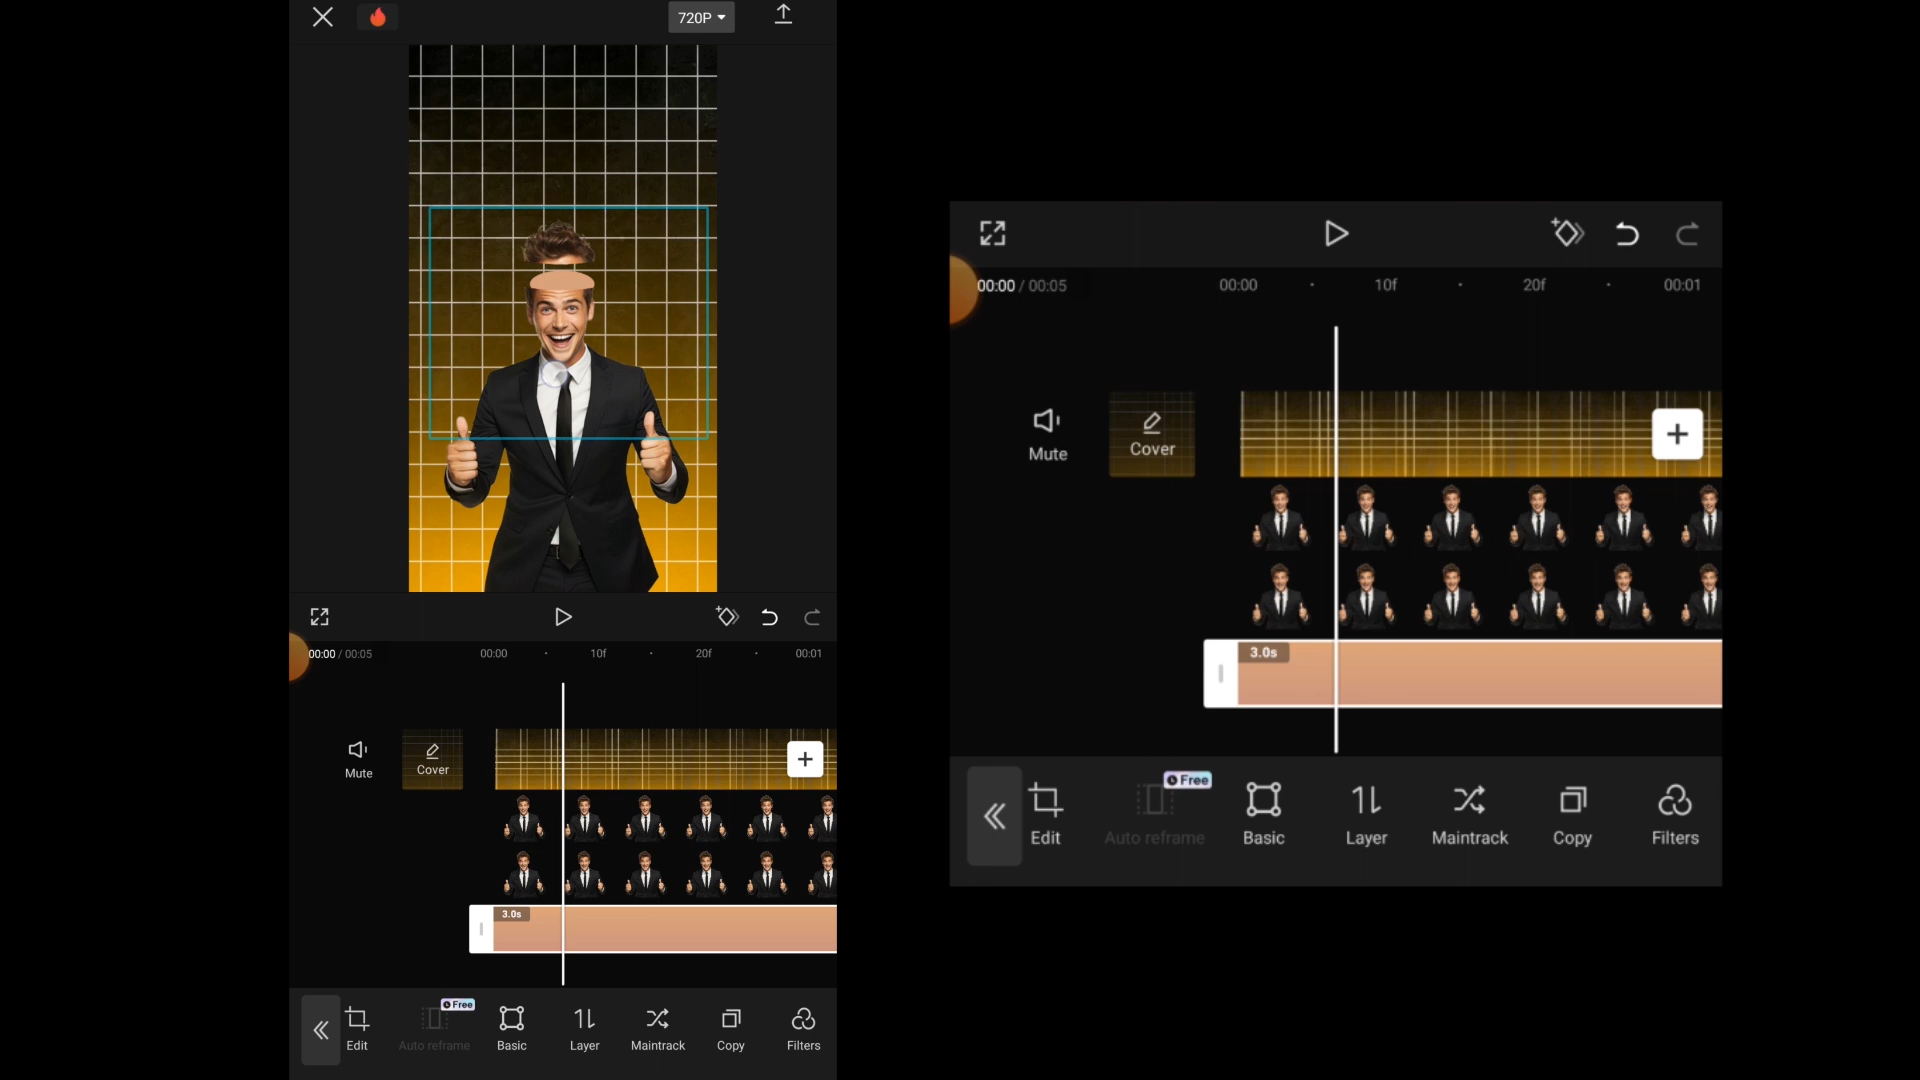 720P
00:00 / 00:05
00:00
10f
20f
00:01
Mute
Cover
3.0s
Free
Edit
Auto reframe
Basic
Layer
Maintrack
Copy
Filters
00:00 / 00:05
00:00
10f
20f
00:01
Mute
Cover
3.0s
Free
Edit
Auto reframe
Basic
Layer
Maintrack
Copy
Filters